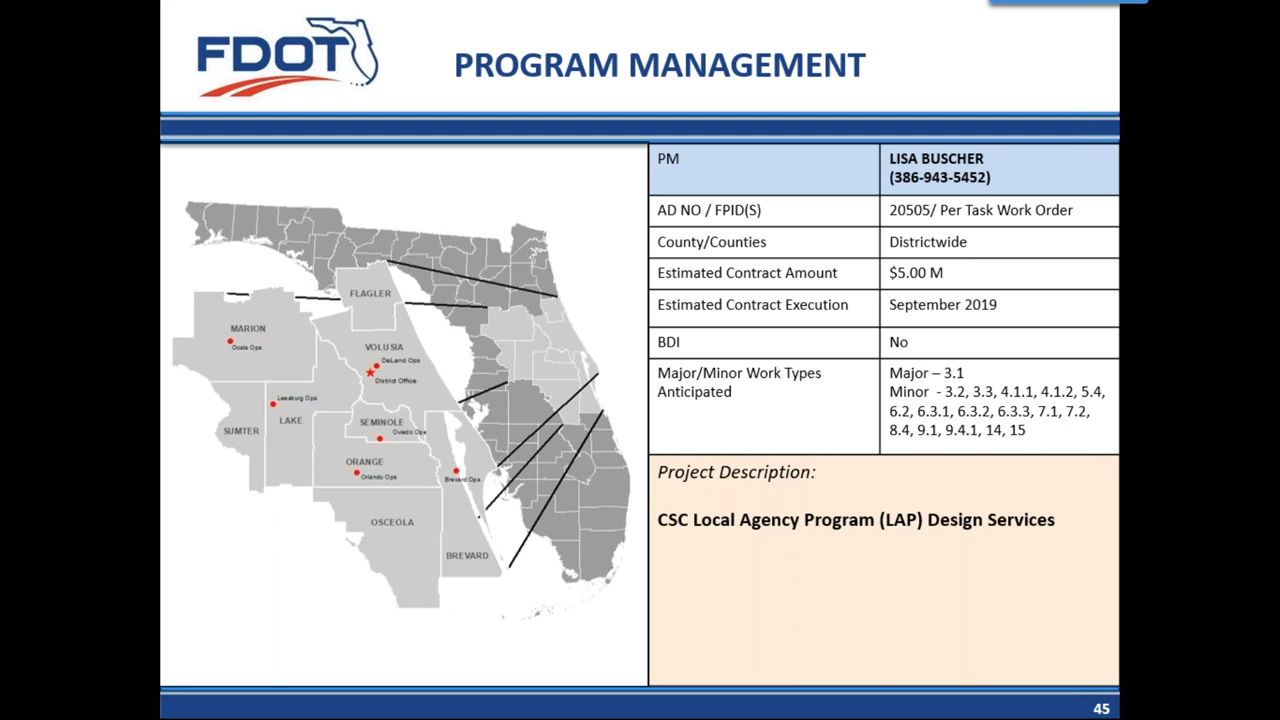 FDOT
PROGRAM MANAGEMENT
PM
LISA BUSCHER
(386-943-5452)
AD NO / FPID(S)
20505/ Per Task Work Order
County/Counties
Districtwide
Estimated Contract Amount
$5.00 M
Estimated Contract Execution
September 2019
BDI
No
Major/Minor Work Types
Anticipated
Major – 3.1
Minor - 3.2, 3.3, 4.1.1, 4.1.2, 5.4,
6.2, 6.3.1, 6.3.2, 6.3.3, 7.1, 7.2,
8.4, 9.1, 9.4.1, 14, 15
Project Description:
CSC Local Agency Program (LAP) Design Services
FLAGLER
MARION
Ocala Ops
VOLUSIA
DeLand Ops
District Office
Leesburg Ops
LAKE
SUMTER
SEMINOLE
Oviedo Ops
ORANGE
Orlando Ops
Brevard Ops
OSCEOLA
BREVARD
45